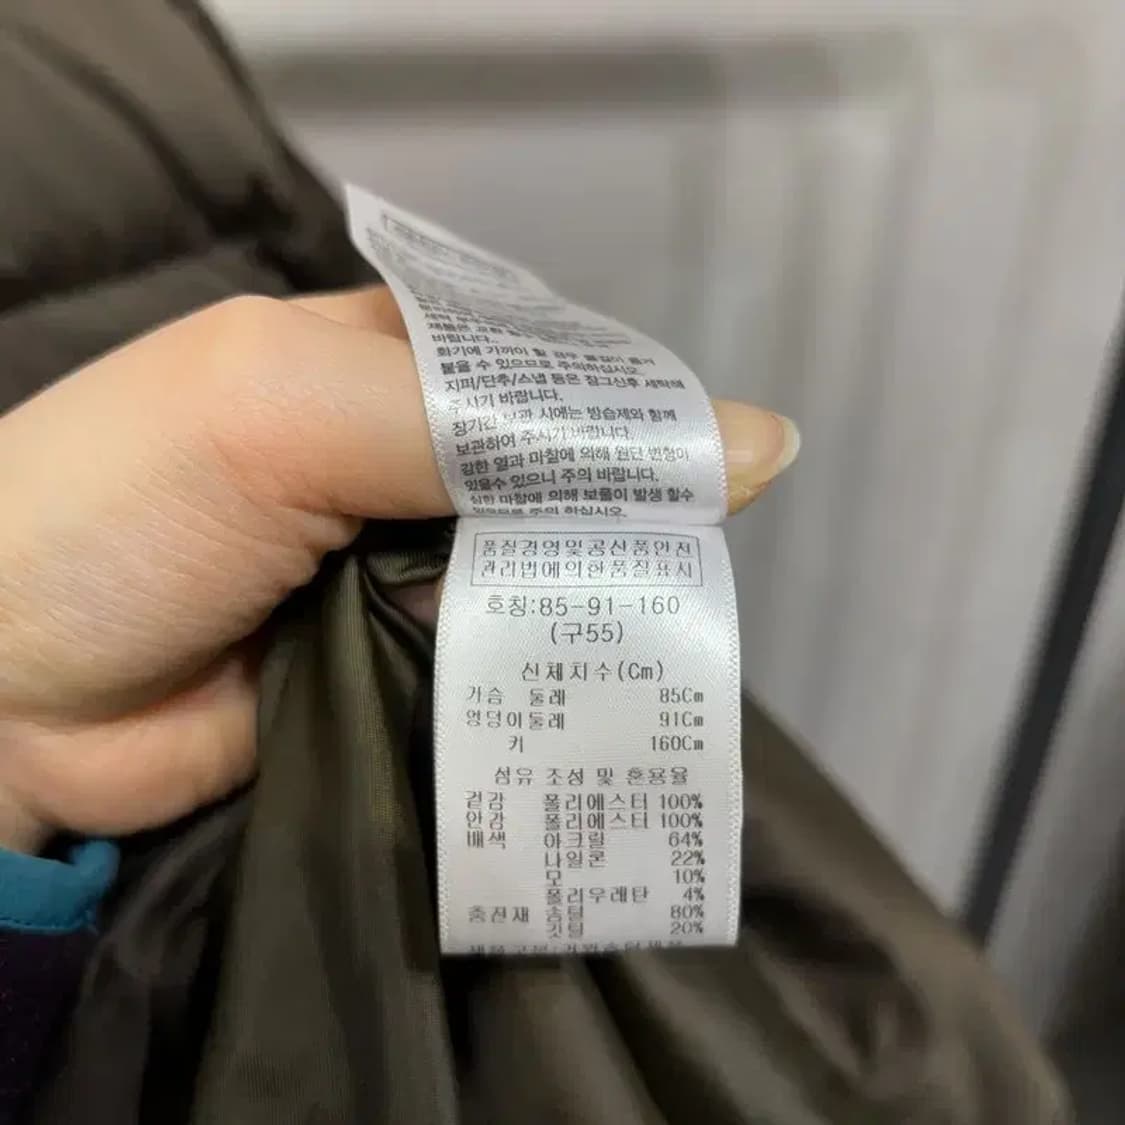 바랍니다..
화기에 가까이 할 경우 불길이 옮겨
붙을 수 있으므로 주의하십시오.
지퍼/단추/스냅 등은 잠그신후 세탁해
주시기 바랍니다.
장기간 보관 시에는 방습제와 함께
보관하여 주시기 바랍니다.
강한 열과 마찰에 의해 원단 변형이
있을수 있으니 주의 바랍니다.
심한 마찰에 의해 보풀이 발생 할수
있으므로 주의 하십시오.
품질경영및공산품안전
관리법에의한품질표시
호칭:85-91-160
(구55)
신체치수(Cm)
가슴 둘레 85Cm
엉덩이둘레 91Cm
키 160Cm
섬유 조성 및 혼용율
겉감 폴리에스터 100%
안감 폴리에스터 100%
배색 아크릴 64%
나일론 22%
모 10%
폴리우레탄 4%
충전재 솜털 80%
깃털 20%